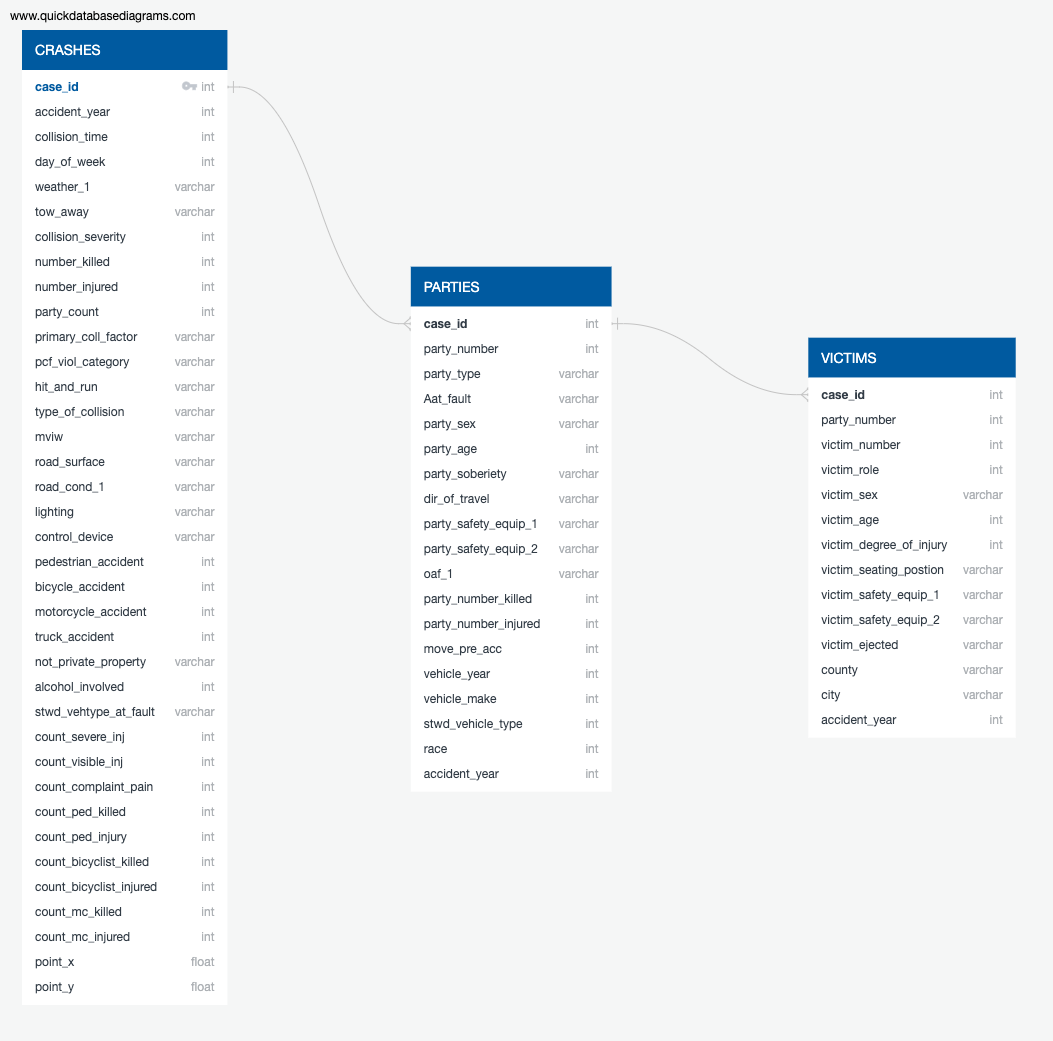 www.quickdatabasediagrams.com
CRASHES
case_id int
accident_year int
collision_time int
day_of_week int
weather_1 varchar
tow_away varchar
collision_severity int
number_killed int
number_injured int
party_count int
primary_coll_factor varchar
pcf_viol_category varchar
hit_and_run varchar
type_of_collision varchar
mviw varchar
road_surface varchar
road_cond_1 varchar
lighting varchar
control_device varchar
pedestrian_accident int
bicycle_accident int
motorcycle_accident int
truck_accident int
not_private_property varchar
alcohol_involved int
stwd_vehtype_at_fault varchar
count_severe_inj int
count_visible_inj int
count_complaint_pain int
count_ped_killed int
count_ped_injury int
count_bicyclist_killed int
count_bicyclist_injured int
count_mc_killed int
count_mc_injured int
point_x float
point_y float
PARTIES
case_id int
party_number int
party_type varchar
Aat_fault varchar
party_sex varchar
party_age int
party_soberiety varchar
dir_of_travel varchar
party_safety_equip_1 varchar
party_safety_equip_2 varchar
oaf_1 varchar
party_number_killed int
party_number_injured int
move_pre_acc int
vehicle_year int
vehicle_make int
stwd_vehicle_type int
race int
accident_year int
VICTIMS
case_id int
party_number int
victim_number int
victim_role int
victim_sex varchar
victim_age int
victim_degree_of_injury int
victim_seating_postion varchar
victim_safety_equip_1 varchar
victim_safety_equip_2 varchar
victim_ejected varchar
county varchar
city varchar
accident_year int